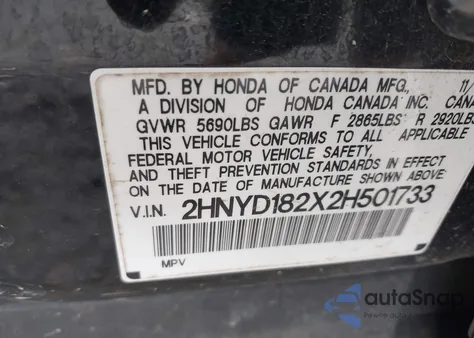 MFD. BY HONDA OF CANADA MFG., 11/
A DIVISION OF HONDA CANADA INC. CANA
GVWR 5690LBS GAWR F 2865LBS R 2920LBS
THIS VEHICLE CONFORMS TO ALL APPLICABLE
FEDERAL MOTOR VEHICLE SAFETY,
AND THEFT PREVENTION STANDARDS IN EFFECT
ON THE DATE OF MANUFACTURE SHOWN ABOVE.
V.I.N. 2HNYD182X2H501733
MPV
autoSnap